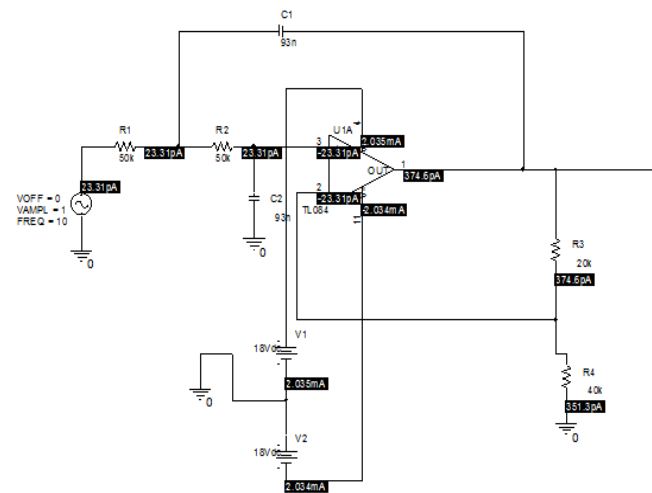 C1
93n
U1A
4
2.035mA
R1
R2
3
50k
23.31pA
50k
23.31pA
-23.31pA
OUT
1
374.6pA
23.31pA
2
-23.31pA
VOFF = 0
VAMPL = 1
FREQ = 10
C2
93n
TL084
11
-2.034mA
0
0
R3
20k
374.6pA
V1
18Vdc
R4
40k
2.035mA
351.3pA
0
0
V2
18Vdc
2.034mA